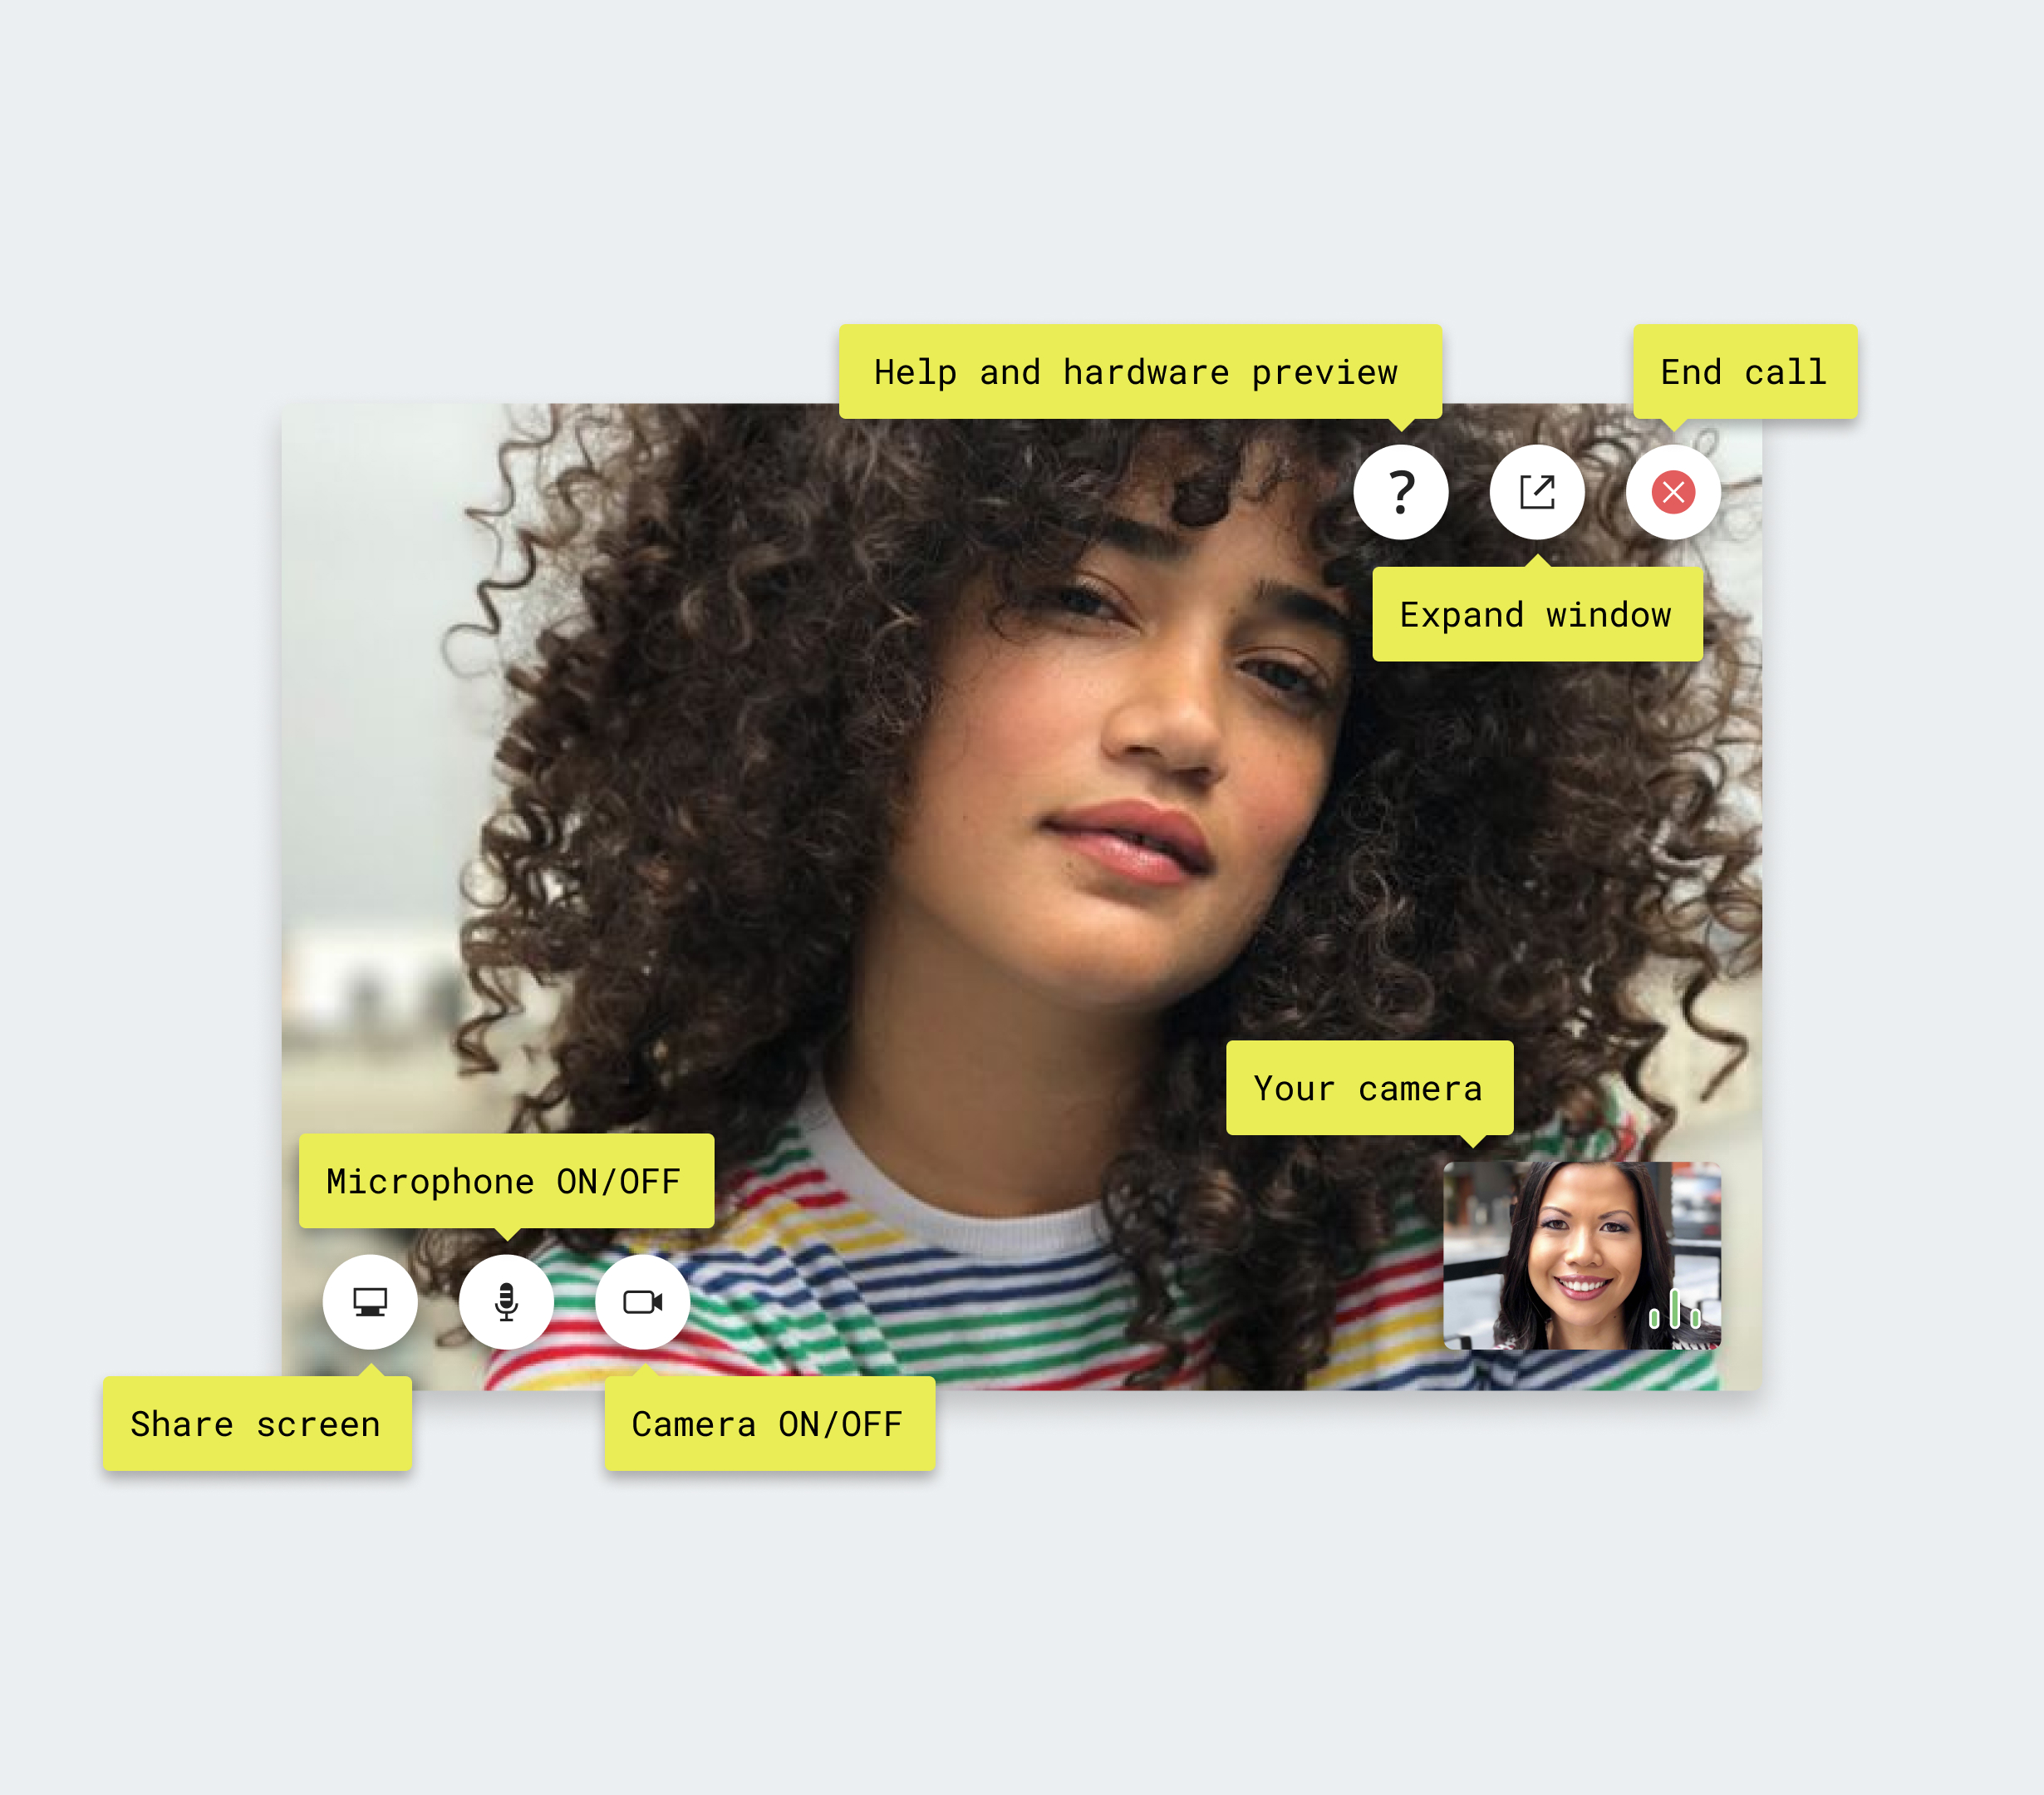 Help and hardware preview
End call
?
Expand window
Your camera
Microphone ON/OFF
Share screen
Camera ON/OFF